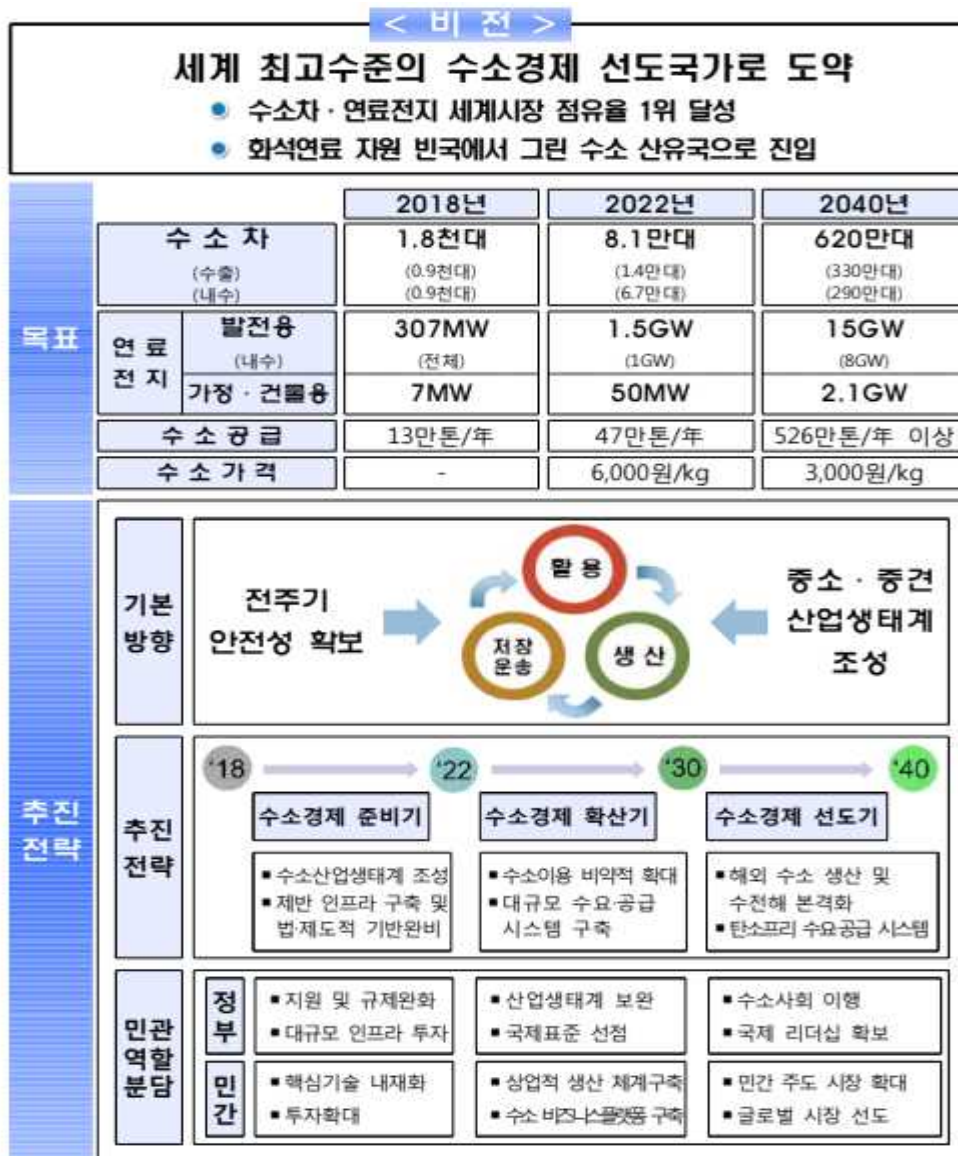 < 비 전 >
세계 최고수준의 수소경제 선도국가로 도약
수소차 · 연료전지 세계시장 점유율 1위 달성
화석연료 자원 빈국에서 그린 수소 산유국으로 진입
목표
2018년 2022년 2040년
수 소 차 1.8천대 8.1만대 620만대
(수출) (0.9천대) (1.4만대) (330만대)
(내수) (0.9천대) (6.7만대) (290만대)
연 료
전 지
발전용 307MW 1.5GW 15GW
(내수) (전체) (1GW) (8GW)
가정 · 건물용 7MW 50MW 2.1GW
수 소 공 급 13만톤/年 47만톤/年 526만톤/年 이상
수 소 가 격 - 6,000원/kg 3,000원/kg
추진
전략
기본
방향
전주기
안전성 확보
활 용
저장
운송
생 산
중소 · 중견
산업생태계
조성
추진
전략
'18 '22 '30 '40
수소경제 준비기
수소경제 확산기
수소경제 선도기
▪ 수소산업생태계 조성
▪ 제반 인프라 구축 및
법·제도적 기반완비
▪ 수소이용 비약적 확대
▪ 대규모 수요·공급
시스템 구축
▪ 해외 수소 생산 및
수전해 본격화
▪ 탄소프리 수요공급 시스템
민관
역할
분담
정
부
▪ 지원 및 규제완화
▪ 대규모 인프라 투자
▪ 산업생태계 보완
▪ 국제표준 선점
▪ 수소사회 이행
▪ 국제 리더십 확보
민
간
▪ 핵심기술 내재화
▪ 투자확대
▪ 상업적 생산 체계구축
▪ 수소 비즈니스플랫폼 구축
▪ 민간 주도 시장 확대
▪ 글로벌 시장 선도